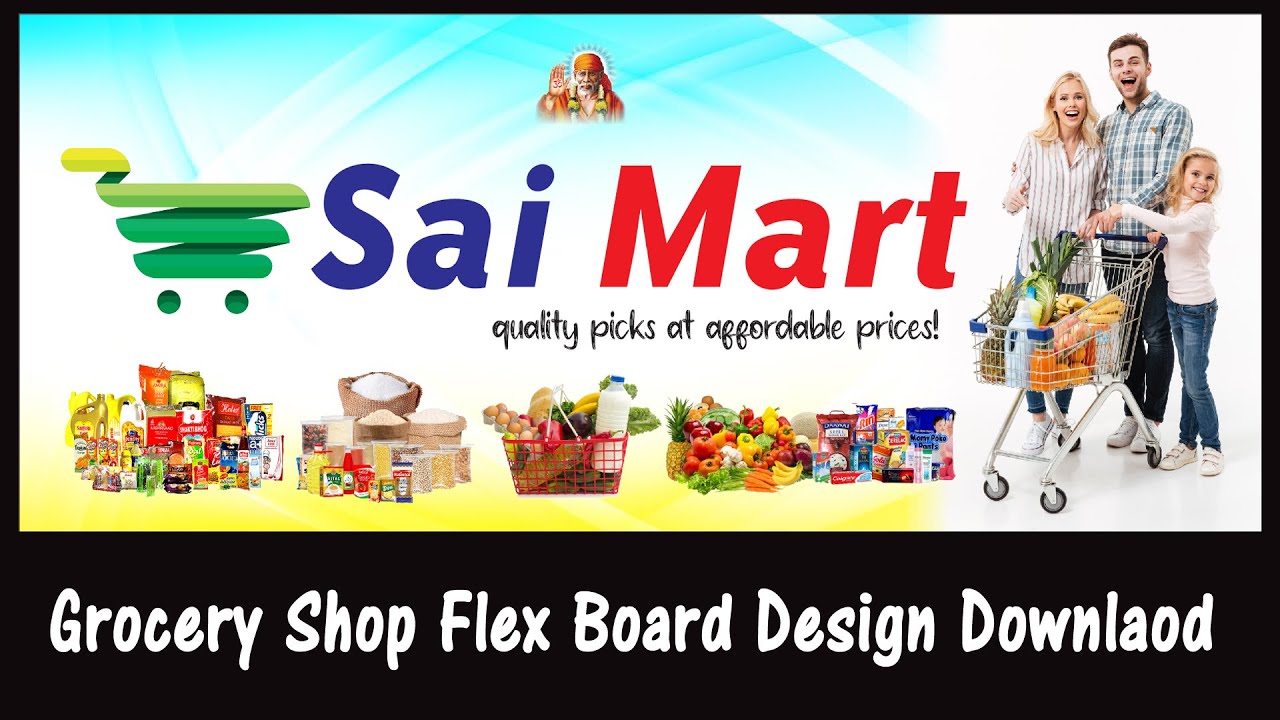 Sai Mart
quality picks at affordable prices!
Grocery Shop Flex Board Design Downlaod